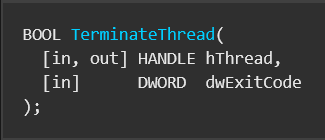 BOOL TerminateThread(
  [in, out] HANDLE hThread,
  [in]      DWORD  dwExitCode
);